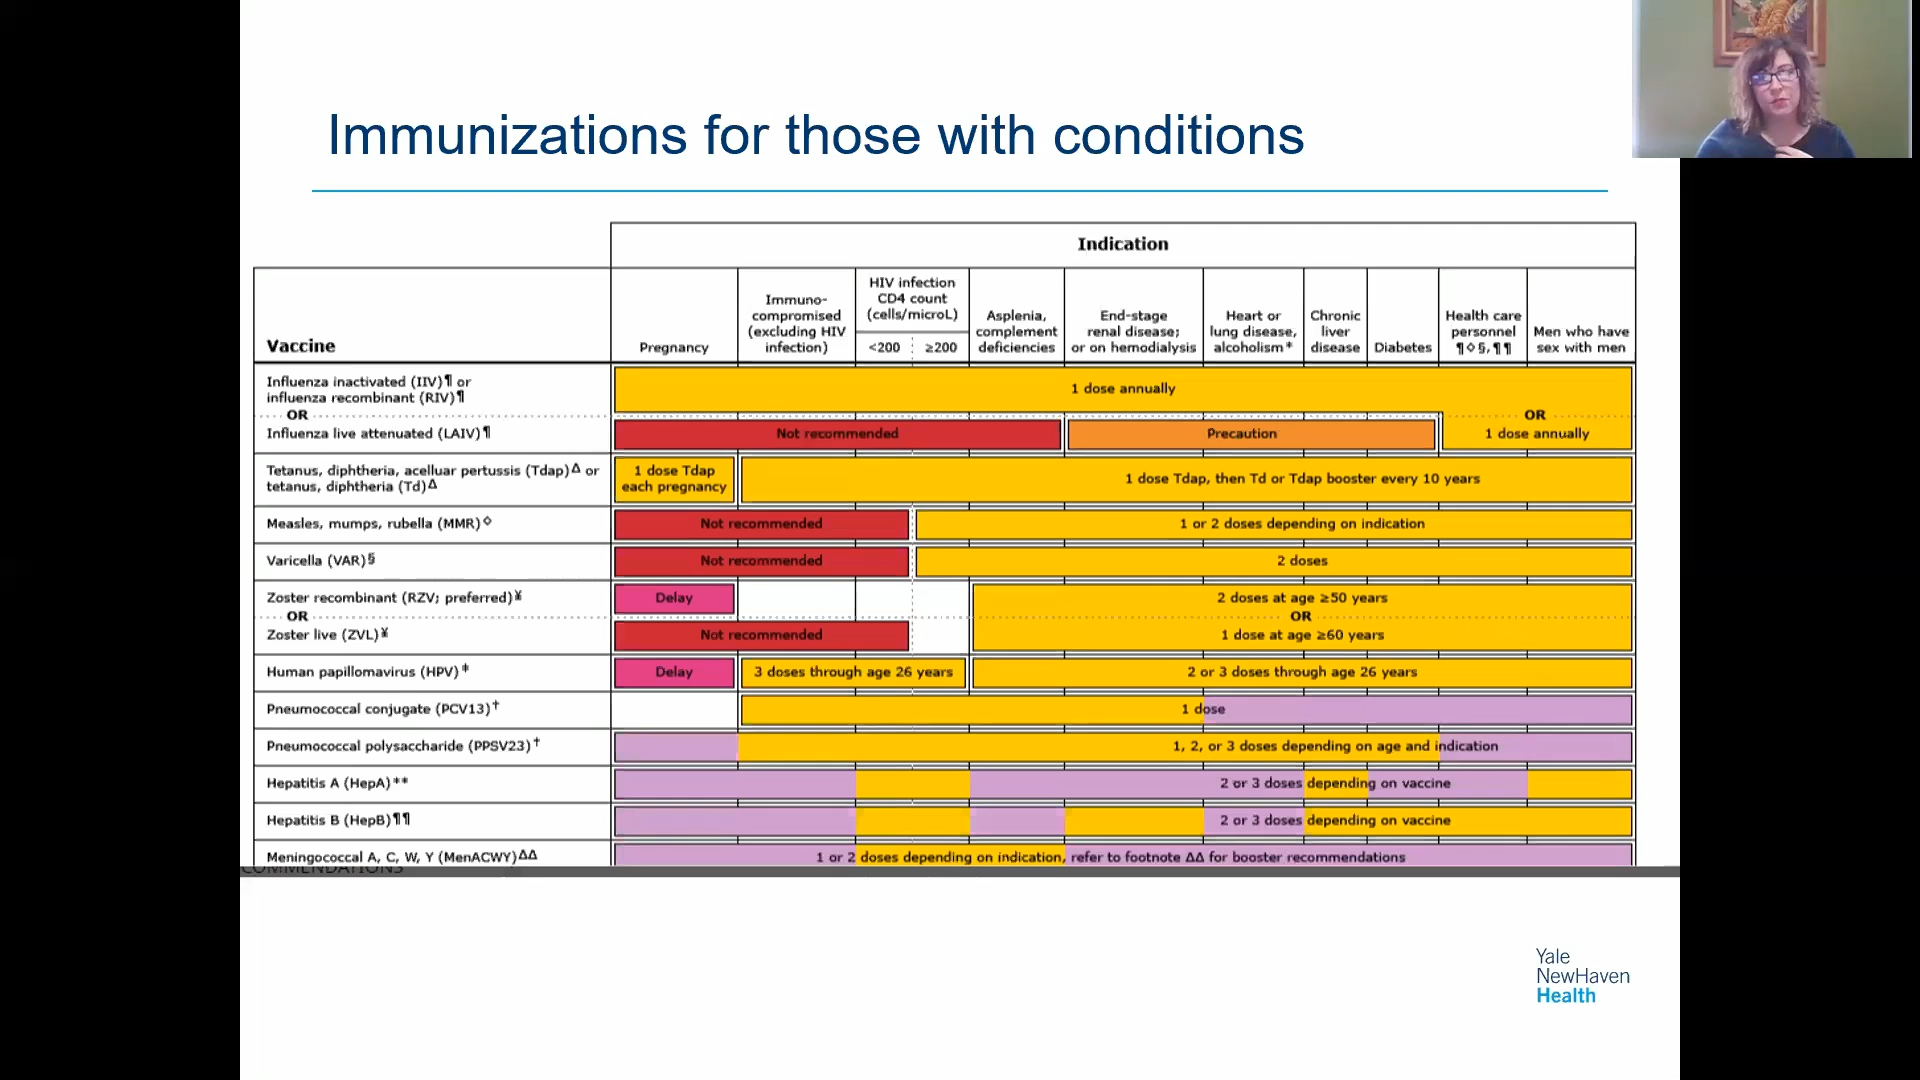 Immunizations for those with conditions
Indication
Vaccine
Pregnancy
Immuno-
compromised
(excluding HIV
infection)
HIV infection
CD4 count
(cells/microL)
<200
≥200
Asplenia,
complement
deficiencies
End-stage
renal disease;
or on hemodialysis
Heart or
lung disease,
alcoholism*
Chronic
liver
disease
Diabetes
Health care
personnel
¶◇§,¶¶
Men who have
sex with men
Influenza inactivated (IIV)¶ or
influenza recombinant (RIV)¶
1 dose annually
OR
OR
Influenza live attenuated (LAIV)¶
Not recommended
Precaution
1 dose annually
Tetanus, diphtheria, acelluar pertussis (Tdap)Δ or
tetanus, diphtheria (Td)Δ
1 dose Tdap
each pregnancy
1 dose Tdap, then Td or Tdap booster every 10 years
Measles, mumps, rubella (MMR)◇
Not recommended
1 or 2 doses depending on indication
Varicella (VAR)§
Not recommended
2 doses
Zoster recombinant (RZV; preferred)¥
Delay
2 doses at age ≥50 years
OR
OR
Zoster live (ZVL)¥
Not recommended
1 dose at age ≥60 years
Human papillomavirus (HPV)‡
Delay
3 doses through age 26 years
2 or 3 doses through age 26 years
Pneumococcal conjugate (PCV13)†
1 dose
Pneumococcal polysaccharide (PPSV23)†
1, 2, or 3 doses depending on age and indication
Hepatitis A (HepA)**
2 or 3 doses depending on vaccine
Hepatitis B (HepB)¶¶
2 or 3 doses depending on vaccine
Meningococcal A, C, W, Y (MenACWY)ΔΔ
1 or 2 doses depending on indication, refer to footnote ΔΔ for booster recommendations
COMMENDATIONS
Yale
NewHaven
Health